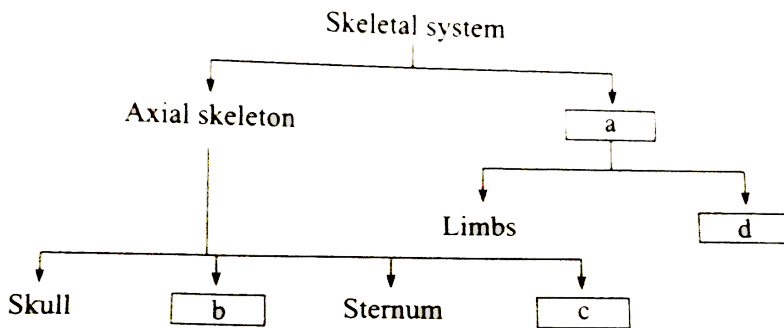 Skeletal system
Axial skeleton
a
Limbs
d
Skull
b
Sternum
c